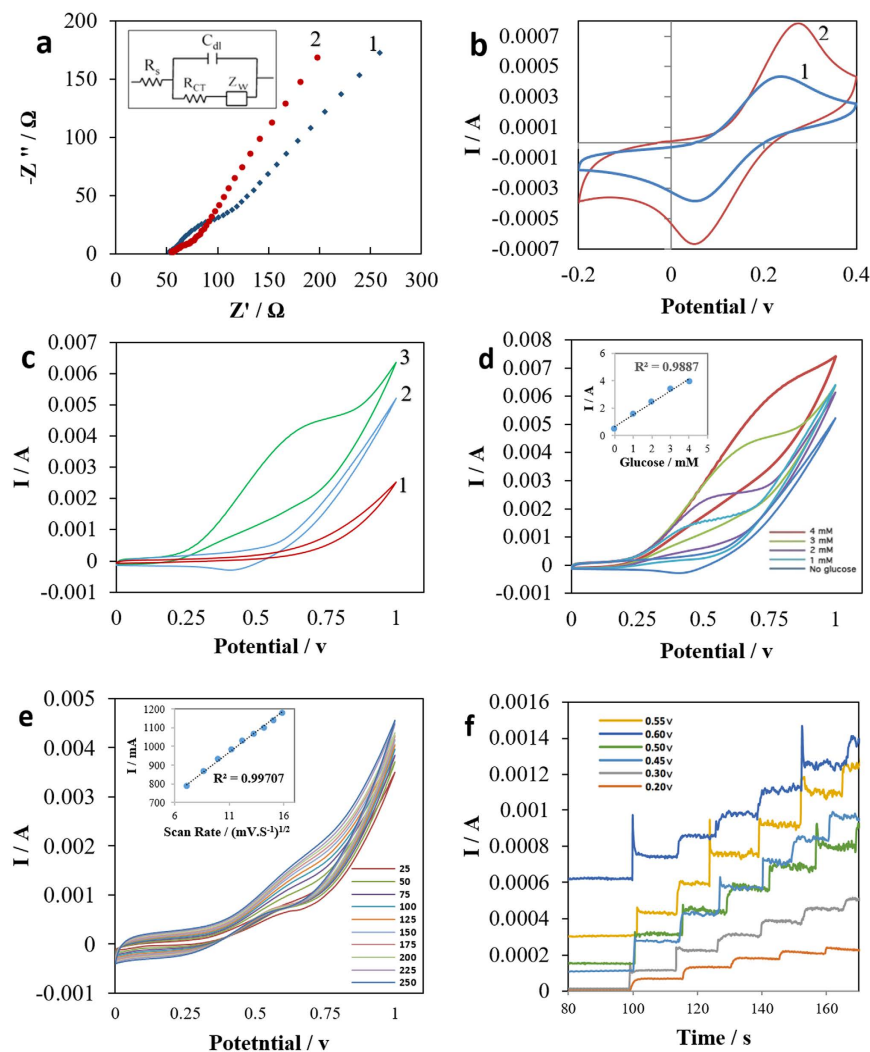 a
C dl
R s
R CT
Z W
2
1
200
150
100
50
0
-Z "/ Ω
0 50 100 150 200 250 300
Z' / Ω
b
2
1
0.0007
0.0005
0.0003
0.0001
-0.0001
-0.0003
-0.0005
-0.0007
I / A
-0.2 0 0.2 0.4
Potential / v
c
3
2
1
0.007
0.006
0.005
0.004
0.003
0.002
0.001
0
-0.001
I / A
0 0.25 0.5 0.75 1
Potential / v
d
0.008
0.007
0.006
0.005
0.004
0.003
0.002
0.001
0
-0.001
I / A
6
4
2
0
I / A
R² = 0.9887
0 1 2 3 4 5
Glucose / mM
4 mM
3 mM
2 mM
1 mM
No glucose
0 0.25 0.5 0.75 1
Potential / v
e
0.005
0.004
0.003
0.002
0.001
0
-0.001
I / A
1200
1100
1000
900
800
700
I / mA
R² = 0.99707
6 11 16
Scan Rate / (mV.S⁻¹)¹/²
25
50
75
100
125
150
175
200
225
250
0 0.25 0.5 0.75 1
Potetntial / v
f
0.0016
0.0014
0.0012
0.001
0.0008
0.0006
0.0004
0.0002
0
I / A
0.55v
0.60v
0.50v
0.45v
0.30v
0.20v
80 100 120 140 160
Time / s